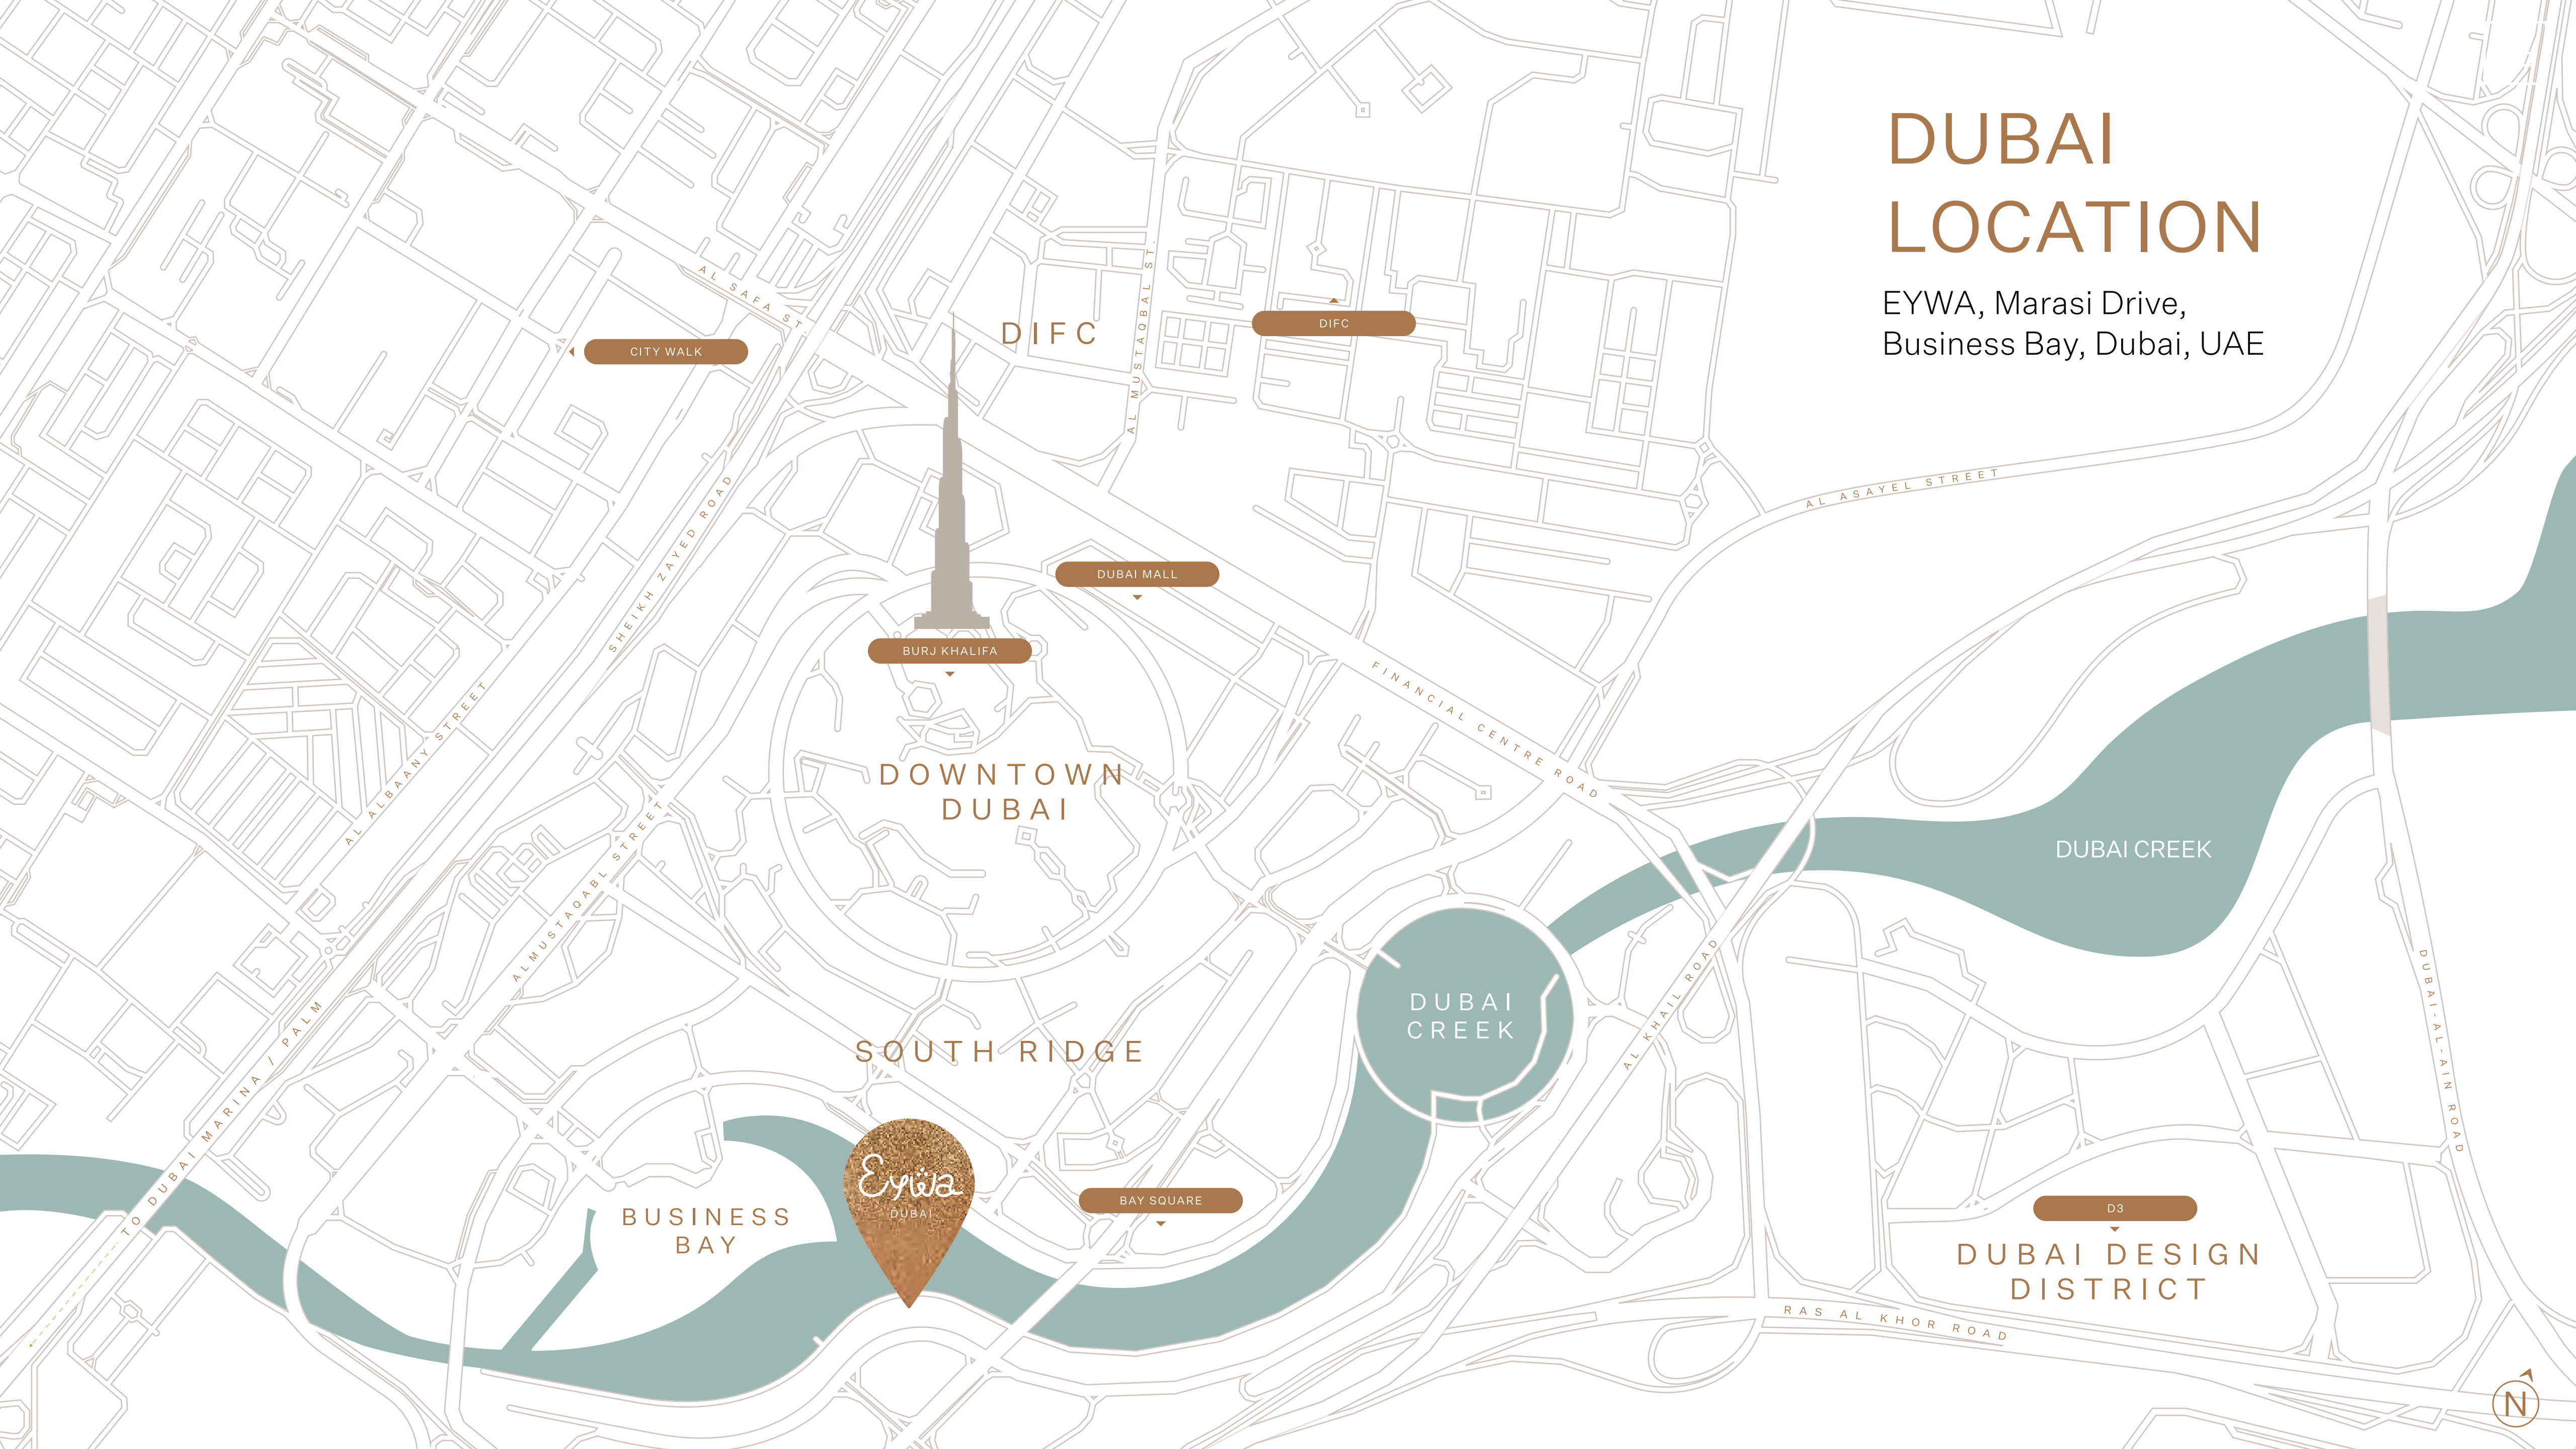 DUBAI
LOCATION
EYWA, Marasi Drive,
Business Bay, Dubai, UAE
AL SAFA ST.
DIFC
AL MUSTAQBAL ST.
DIFC
CITY WALK
SHEIKH ZAYED ROAD
AL ASAYEL STREET
DUBAI MALL
BURJ KHALIFA
FINANCIAL CENTRE ROAD
AL ALBAANY STREET
DOWNTOWN
DUBAI
ALMUSTAQABL STREET
DUBAI CREEK
DUBAI
CREEK
AL KHAIL ROAD
DUBAI-AL-AIN ROAD
SOUTH RIDGE
TO DUBAI MARINA / PALM
Eywa
DUBAI
BUSINESS
BAY
BAY SQUARE
D3
DUBAI DESIGN
DISTRICT
RAS AL KHOR ROAD
N